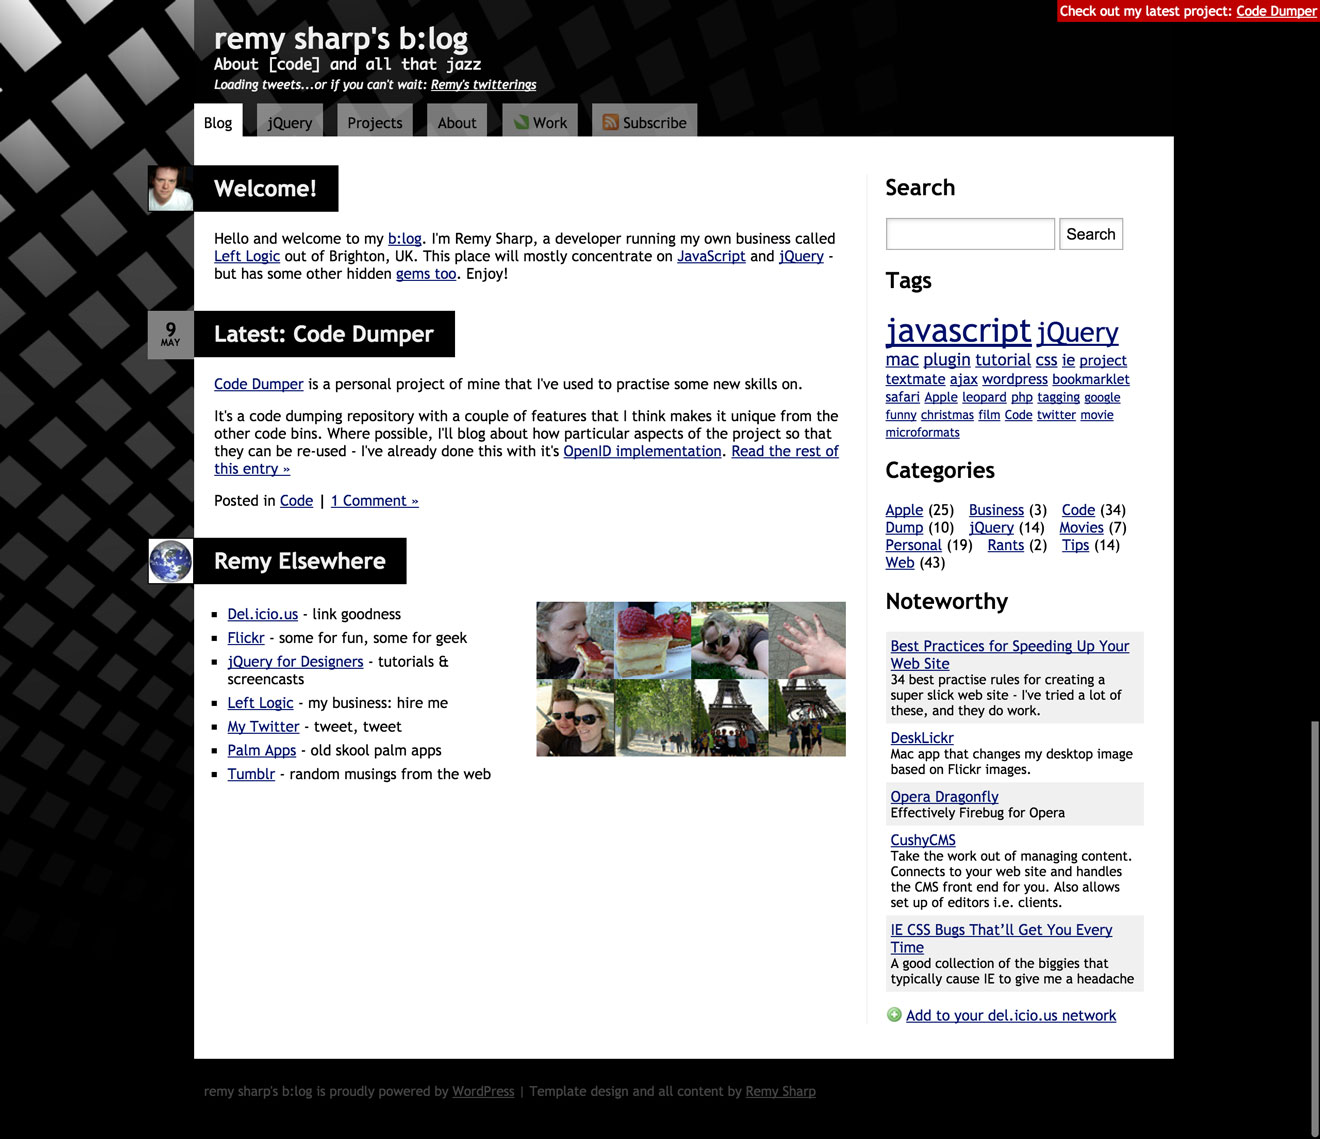 Check out my latest project: Code Dumper
remy sharp's b:log
About [code] and all that jazz
Loading tweets...or if you can't wait: Remy's twitterings
Blog
jQuery
Projects
About
Work
Subscribe
Welcome!
Hello and welcome to my b:log. I'm Remy Sharp, a developer running my own business called
Left Logic out of Brighton, UK. This place will mostly concentrate on JavaScript and jQuery -
but has some other hidden gems too. Enjoy!
9
MAY
Latest: Code Dumper
Code Dumper is a personal project of mine that I've used to practise some new skills on.
It's a code dumping repository with a couple of features that I think makes it unique from the
other code bins. Where possible, I'll blog about how particular aspects of the project so that
they can be re-used - I've already done this with it's OpenID implementation. Read the rest of
this entry »
Posted in Code | 1 Comment »
Remy Elsewhere
Del.icio.us - link goodness
Flickr - some for fun, some for geek
jQuery for Designers - tutorials &
screencasts
Left Logic - my business: hire me
My Twitter - tweet, tweet
Palm Apps - old skool palm apps
Tumblr - random musings from the web
Search
Search
Tags
javascript jQuery
mac plugin tutorial css ie project
textmate ajax wordpress bookmarklet
safari Apple leopard php tagging google
funny christmas film Code twitter movie
microformats
Categories
Apple (25) Business (3) Code (34)
Dump (10) jQuery (14) Movies (7)
Personal (19) Rants (2) Tips (14)
Web (43)
Noteworthy
Best Practices for Speeding Up Your
Web Site
34 best practise rules for creating a
super slick web site - I've tried a lot of
these, and they do work.
DeskLickr
Mac app that changes my desktop image
based on Flickr images.
Opera Dragonfly
Effectively Firebug for Opera
CushyCMS
Take the work out of managing content.
Connects to your web site and handles
the CMS front end for you. Also allows
set up of editors i.e. clients.
IE CSS Bugs That’ll Get You Every
Time
A good collection of the biggies that
typically cause IE to give me a headache
Add to your del.icio.us network
remy sharp's b:log is proudly powered by WordPress | Template design and all content by Remy Sharp